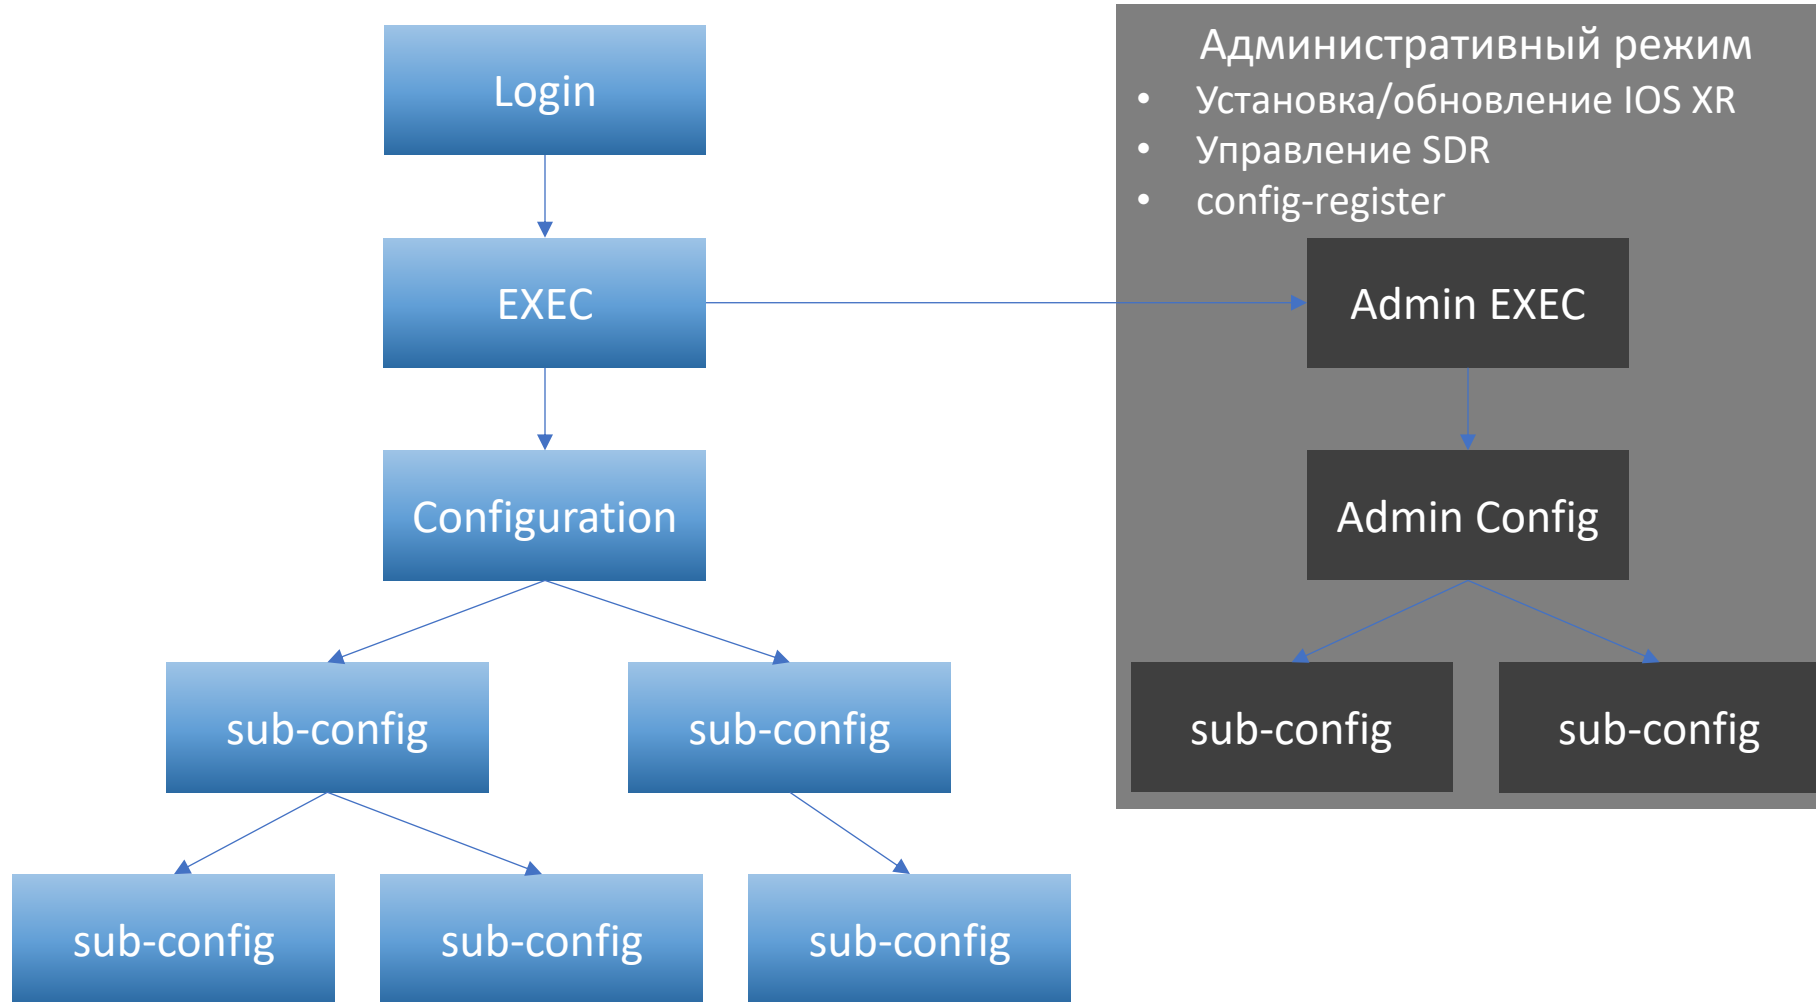 Login
Административный режим
• Установка/обновление IOS XR
• Управление SDR
• config-register
EXEC
Admin EXEC
Configuration
Admin Config
sub-config
sub-config
sub-config
sub-config
sub-config
sub-config
sub-config